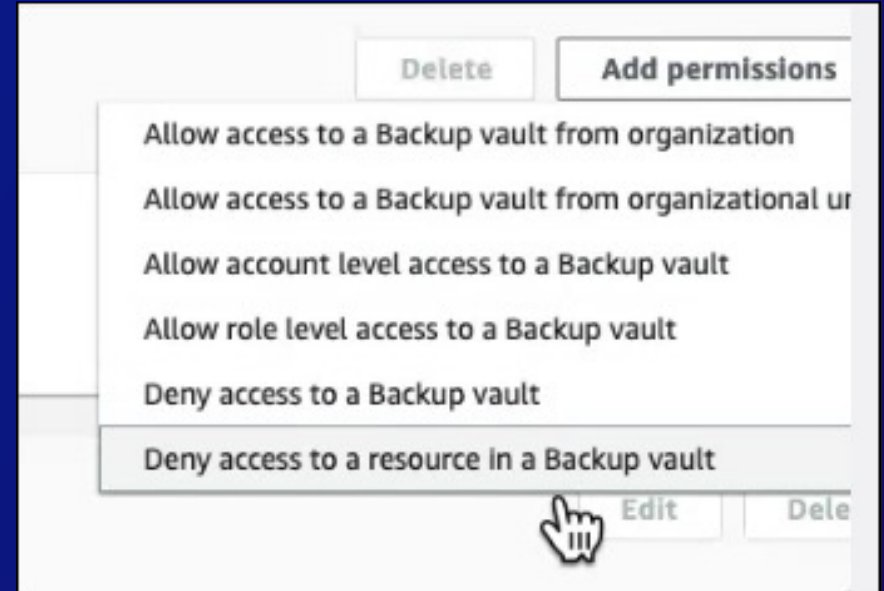 Delete
Add permissions
Allow access to a Backup vault from organization
Allow access to a Backup vault from organizational
Allow account level access to a Backup vault
Allow role level access to a Backup vault
Deny access to a Backup vault
Deny access to a resource in a Backup vault
Edit
Dele